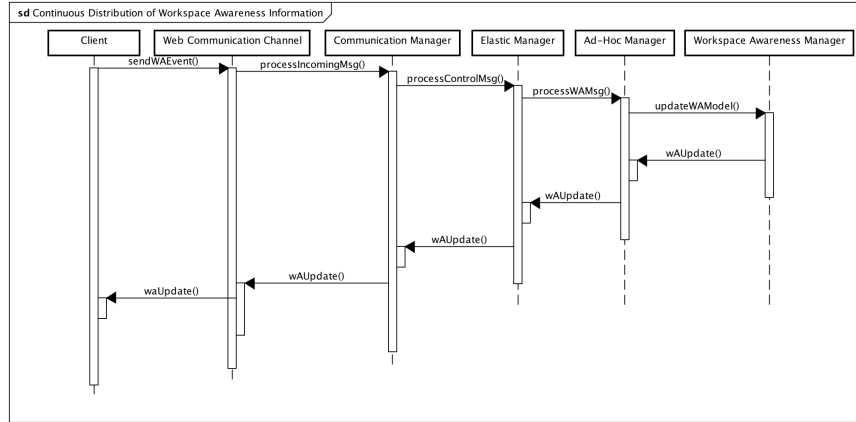 sd Continuous Distribution of Workspace Awareness Information
Client
Web Communication Channel
Communication Manager
Elastic Manager
Ad-Hoc Manager
Workspace Awareness Manager
sendWAEvent()
processIncomingMsg()
processControlMsg()
processWAMsg()
updateWAModel()
wAUpdate()
wAUpdate()
wAUpdate()
wAUpdate()
waUpdate()